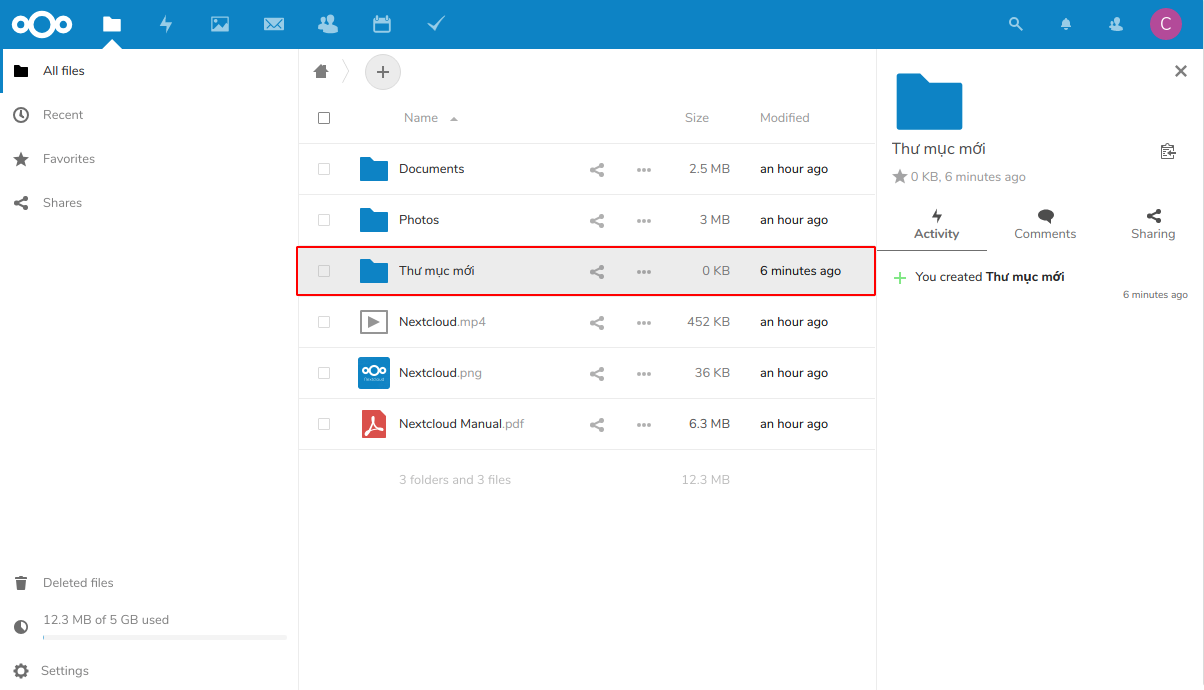 C
All files
Recent
Favorites
Shares
Deleted files
12.3 MB of 5 GB used
Settings
Name Size Modified
Documents 2.5 MB an hour ago
Photos 3 MB an hour ago
Thư mục mới 0 KB 6 minutes ago
Nextcloud.mp4 452 KB an hour ago
Nextcloud.png 36 KB an hour ago
Nextcloud Manual.pdf 6.3 MB an hour ago
3 folders and 3 files 12.3 MB
Thư mục mới
0 KB, 6 minutes ago
Activity Comments Sharing
You created Thư mục mới
6 minutes ago